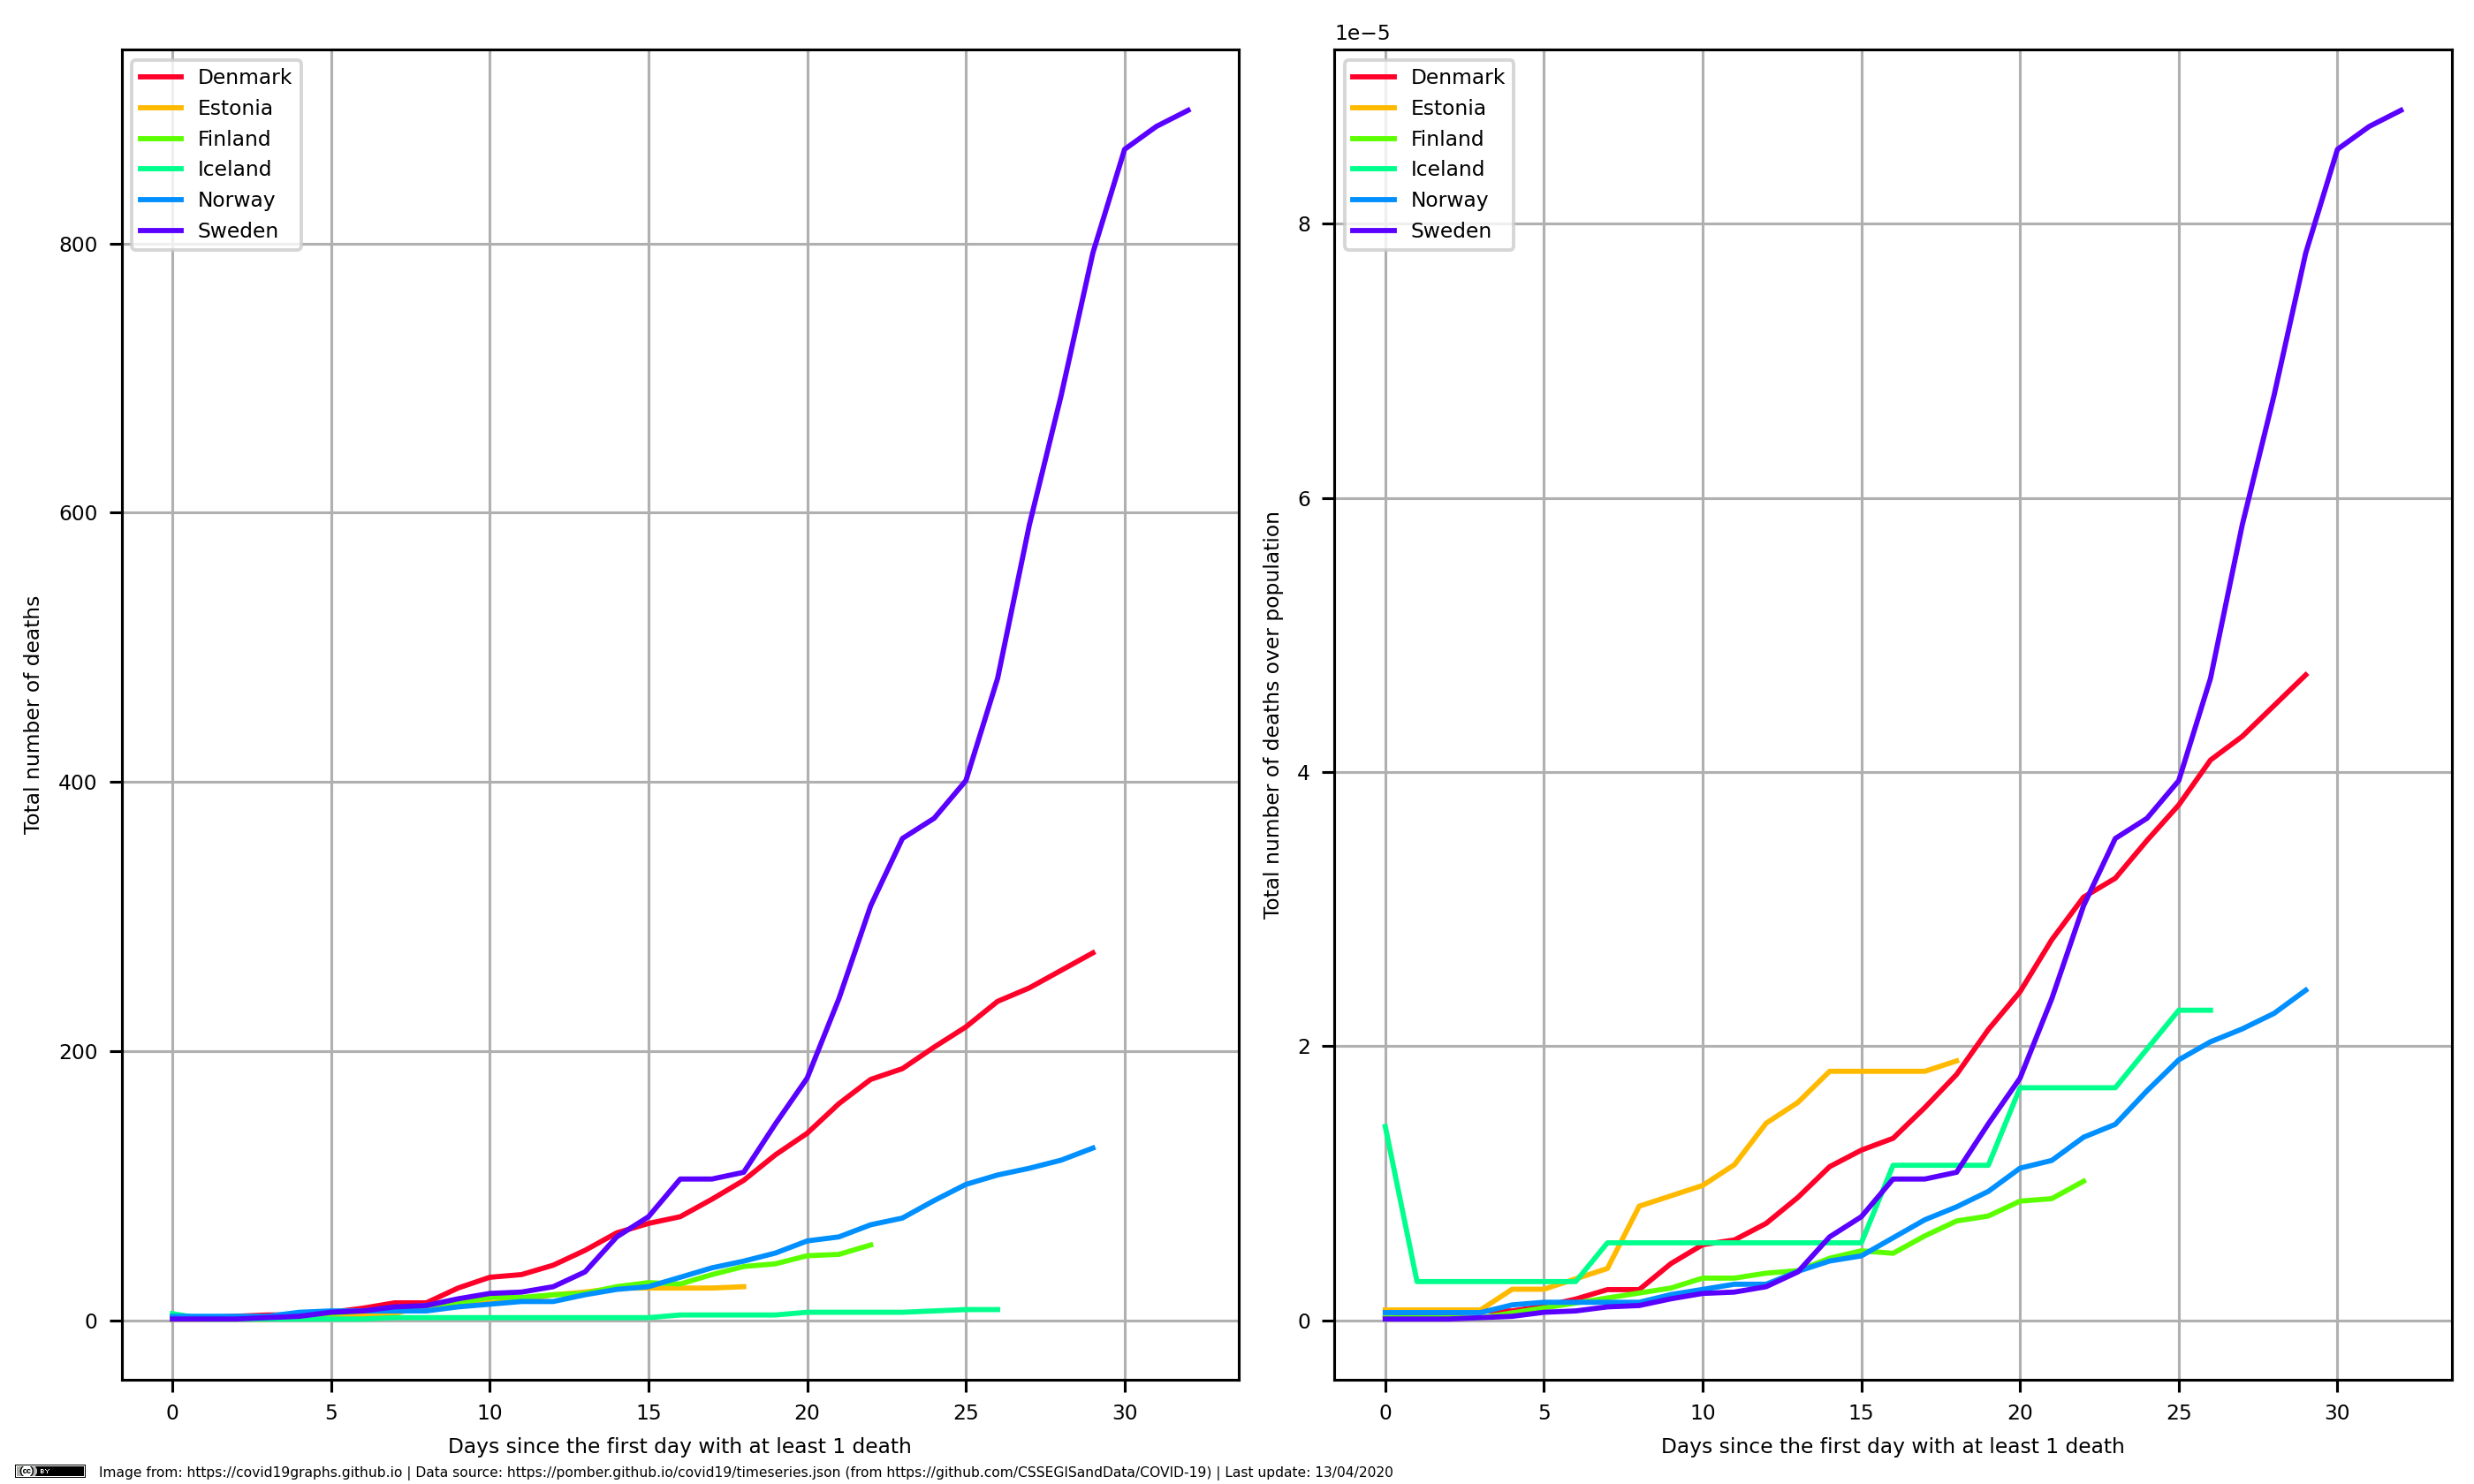 Denmark
Estonia
Finland
Iceland
Norway
Sweden
800
600
400
200
0
Total number of deaths
0 5 10 15 20 25 30
Days since the first day with at least 1 death
1e−5
Denmark
Estonia
Finland
Iceland
Norway
Sweden
8
6
4
2
0
Total number of deaths over population
0 5 10 15 20 25 30
Days since the first day with at least 1 death
(cc) BY Image from: https://covid19graphs.github.io | Data source: https://pomber.github.io/covid19/timeseries.json (from https://github.com/CSSEGISandData/COVID-19) | Last update: 13/04/2020